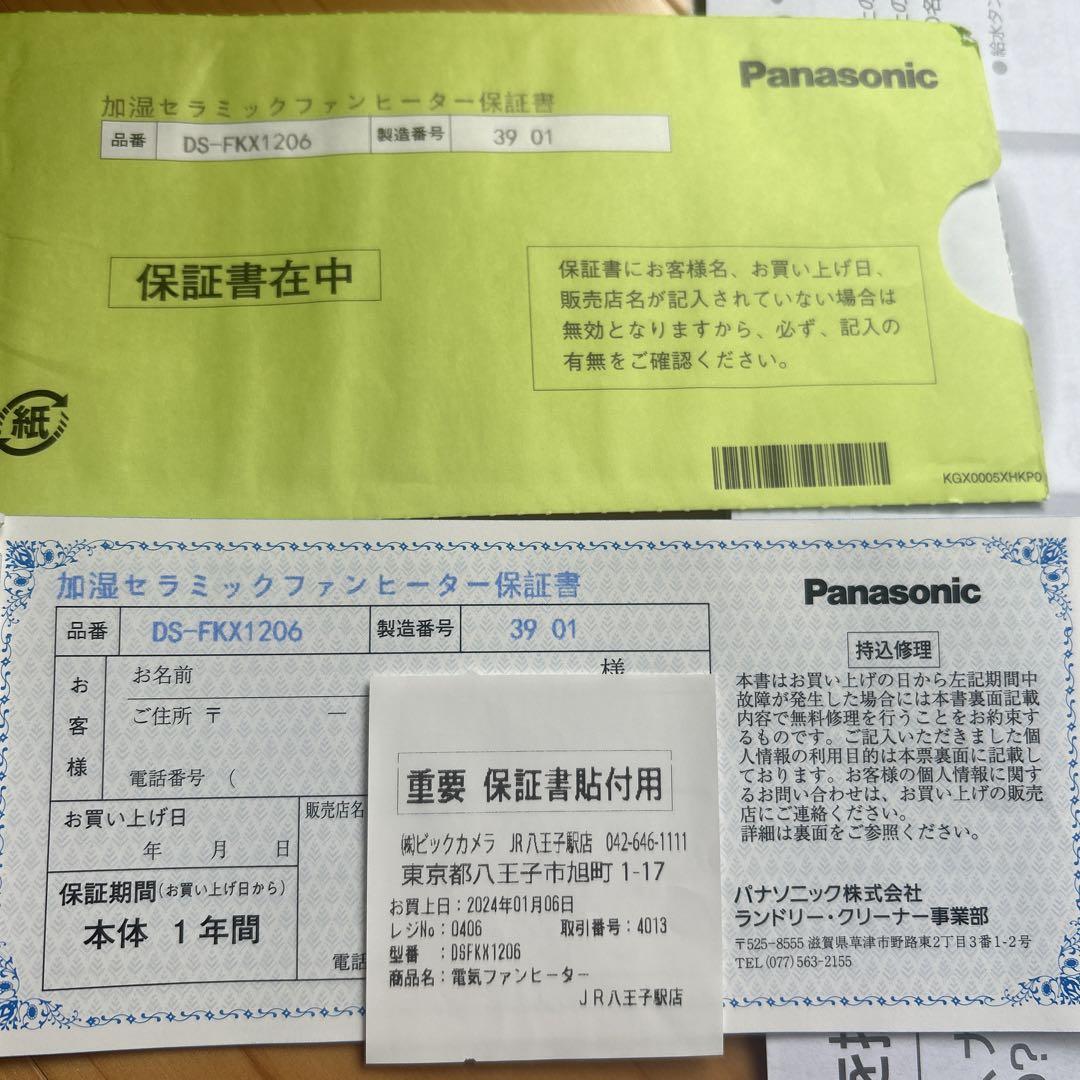 Panasonic
加湿セラミックファンヒーター保証書
品番 DS-FKX1206 製造番号 39 01
保証書在中
保証書にお客様名、お買い上げ日、
販売店名が記入されていない場合は
無効となりますから、必ず、記入の
有無をご確認ください。
紙
KGX0005XHKP0
●給水タン
加湿セラミックファンヒーター保証書
Panasonic
品番 DS-FKX1206 製造番号 39 01
お客様
お名前 様
ご住所 〒 ―
電話番号 (
お買い上げ日
年 月 日
販売店名
保証期間(お買い上げ日から)
本体 1年間
電話
持込修理
本書はお買い上げの日から左記期間中
故障が発生した場合には本書裏面記載
内容で無料修理を行うことをお約束す
るものです。ご記入いただきました個
人情報の利用目的は本票裏面に記載し
ております。お客様の個人情報に関す
るお問い合わせは、お買い上げの販売
店にご連絡ください。
詳細は裏面をご参照ください。
パナソニック株式会社
ランドリー・クリーナー事業部
〒525-8555 滋賀県草津市野路東2丁目3番1-2号
TEL (077) 563-2155
重要 保証書貼付用
㈱ビックカメラ JR八王子駅店 042-646-1111
東京都八王子市旭町 1-17
お買上日：2024年01月06日
レジNo：0406 取引番号：4013
型番 ：DSFKX1206
商品名：電気ファンヒーター
JR八王子駅店